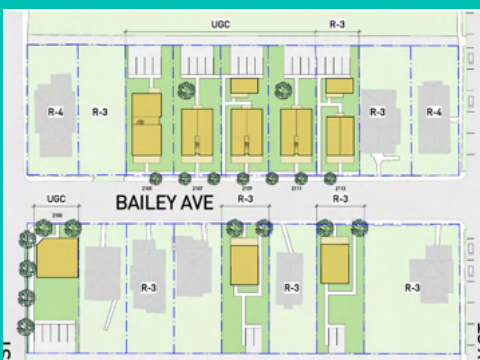 UGC R-3
R-4 R-3 R-3 R-4
2105 2107 2109 2111 2113
BAILEY AVE
UGC R-3 R-3
2100
R-3 R-3 R-3
ST